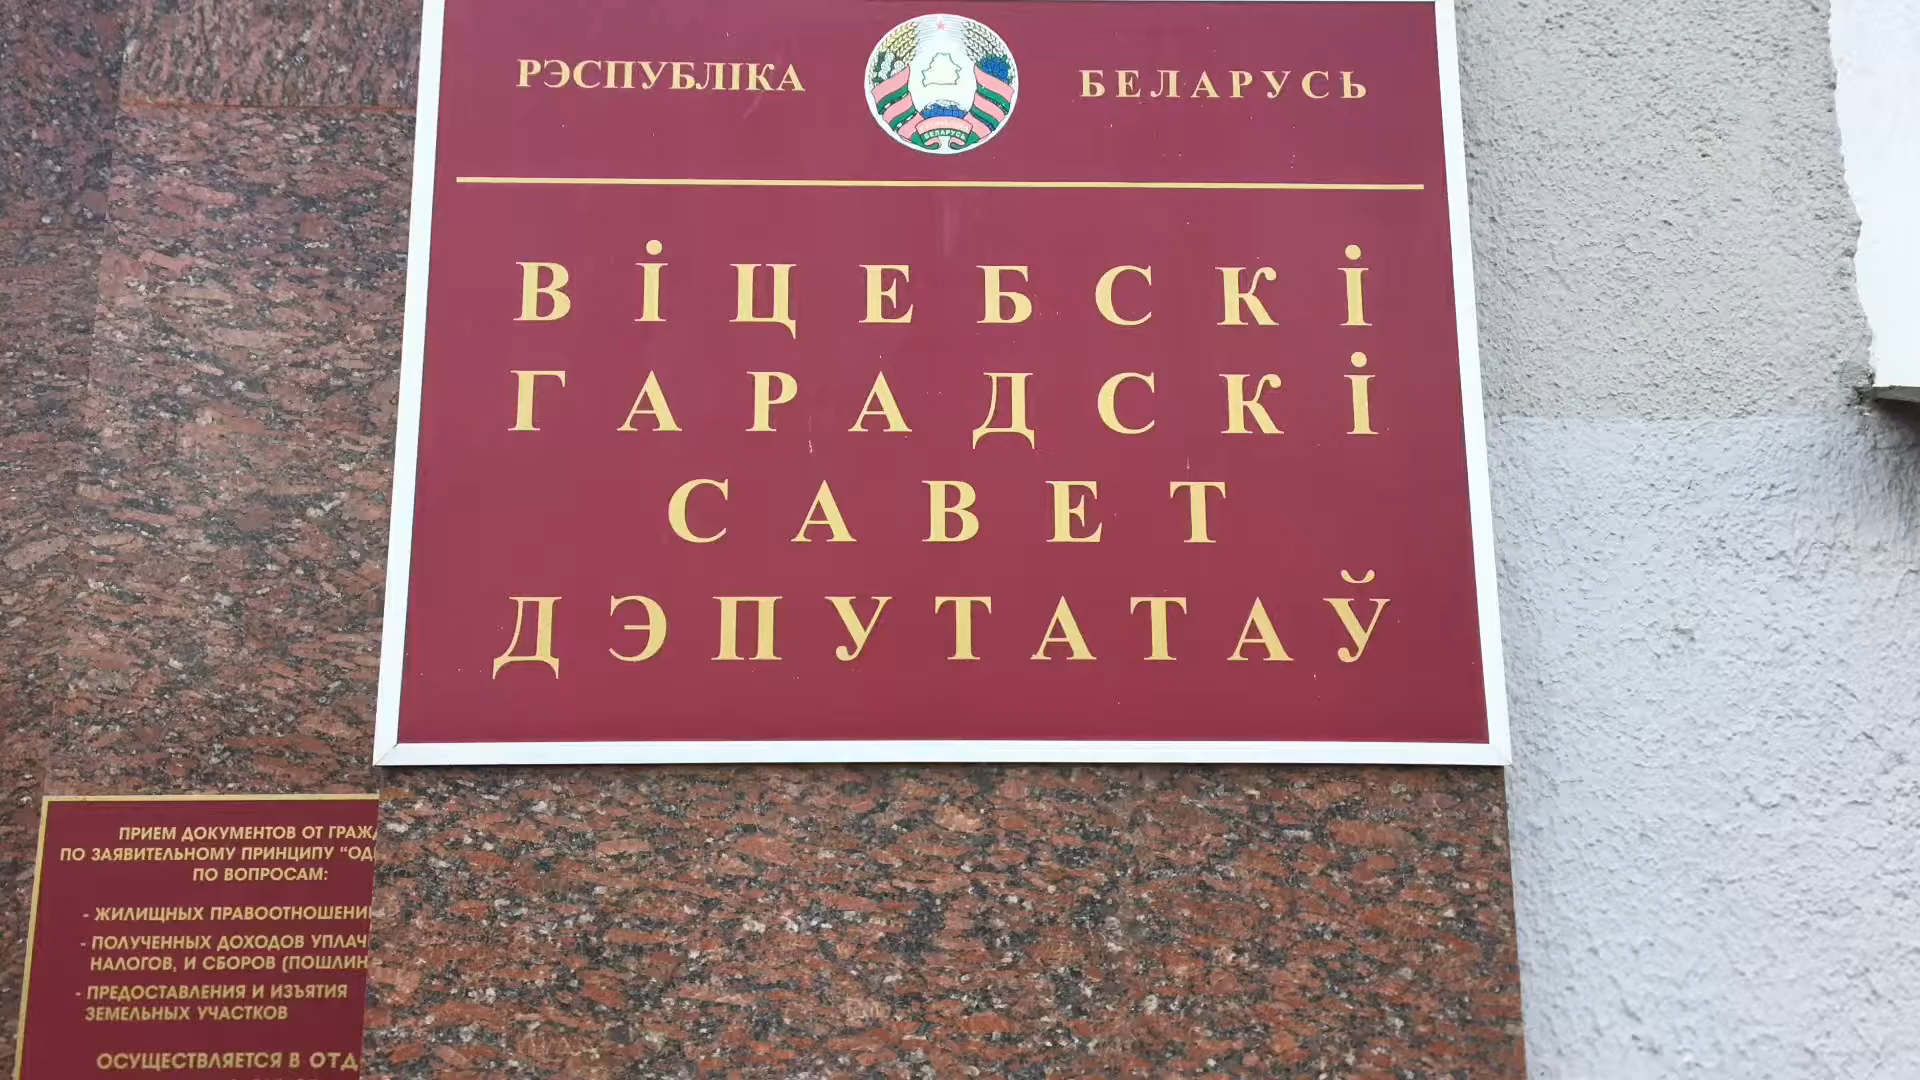 РЭСПУБЛІКА БЕЛАРУСЬ
БЕЛАРУСЬ
ВІЦЕБСКІ
ГАРАДСКІ
САВЕТ
ДЭПУТАТАЎ
ПРИЕМ ДОКУМЕНТОВ ОТ ГРАЖД
ПО ЗАЯВИТЕЛЬНОМУ ПРИНЦИПУ “ОД
ПО ВОПРОСАМ:
- ЖИЛИЩНЫХ ПРАВООТНОШЕНИ
- ПОЛУЧЕННЫХ ДОХОДОВ УПЛАЧ
НАЛОГОВ, И СБОРОВ (ПОШЛИН
- ПРЕДОСТАВЛЕНИЯ И ИЗЪЯТИЯ
ЗЕМЕЛЬНЫХ УЧАСТКОВ
ОСУЩЕСТВЛЯЕТСЯ В ОТД